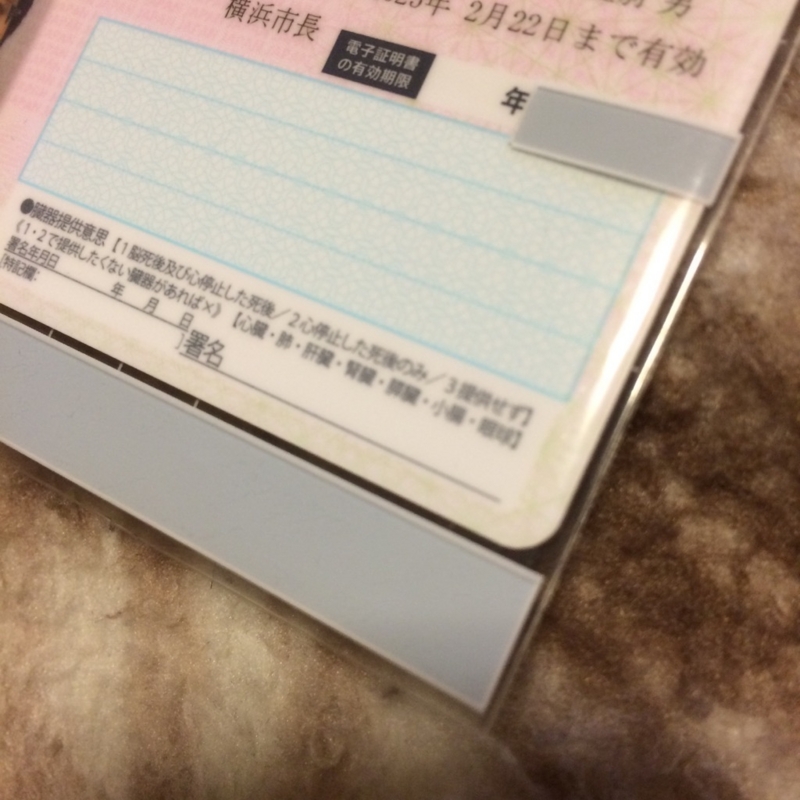 男
2月22日まで有効
横浜市長
電子証明書
の有効期限
年
●臓器提供意思【1脳死後及び心停止した死後／2心停止した死後のみ／3提供せず】
《1・2で提供したくない臓器があれば×》【心臓・肺・肝臓・腎臓・膵臓・小腸・眼球】
署名年月日 年 月 日
[特記欄: ]署名